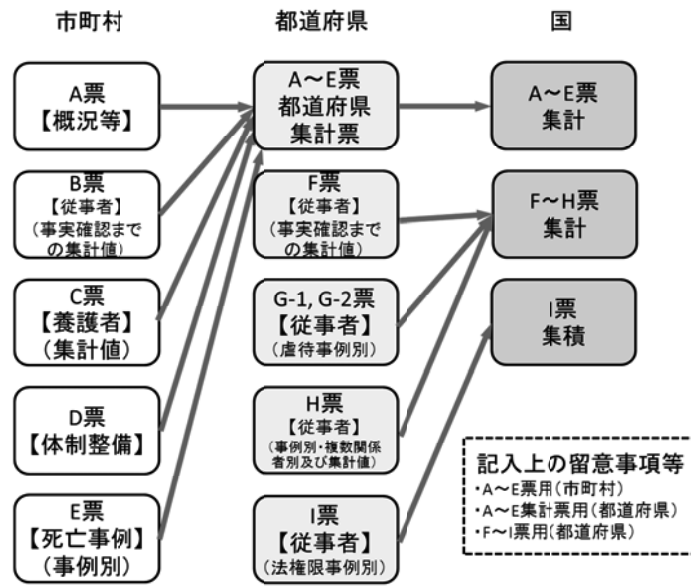 市町村
都道府県
国
A票
【概況等】
B票
【従事者】
(事実確認まで
の集計値)
C票
【養護者】
(集計値)
D票
【体制整備】
E票
【死亡事例】
(事例別)
A～E票
都道府県
集計票
F票
【従事者】
(事実確認まで
の集計値)
G-1, G-2票
【従事者】
(虐待事例別)
H票
【従事者】
(事例別・複数関係
者別及び集計値)
I票
【従事者】
(法権限事例別)
A～E票
集計
F～H票
集計
I票
集積
記入上の留意事項等
・A～E票用(市町村)
・A～E集計票用(都道府県)
・F～I票用(都道府県)